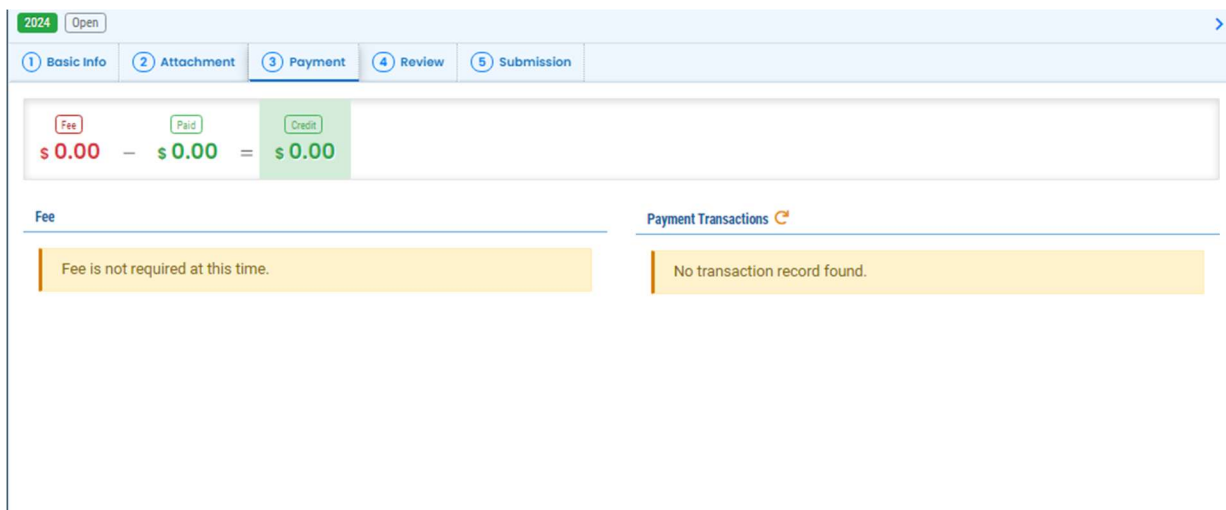 2024 Open
1 Basic Info 2 Attachment 3 Payment 4 Review 5 Submission
Fee Paid Credit
$ 0.00 – $ 0.00 = $ 0.00
Fee
Fee is not required at this time.
Payment Transactions
No transaction record found.